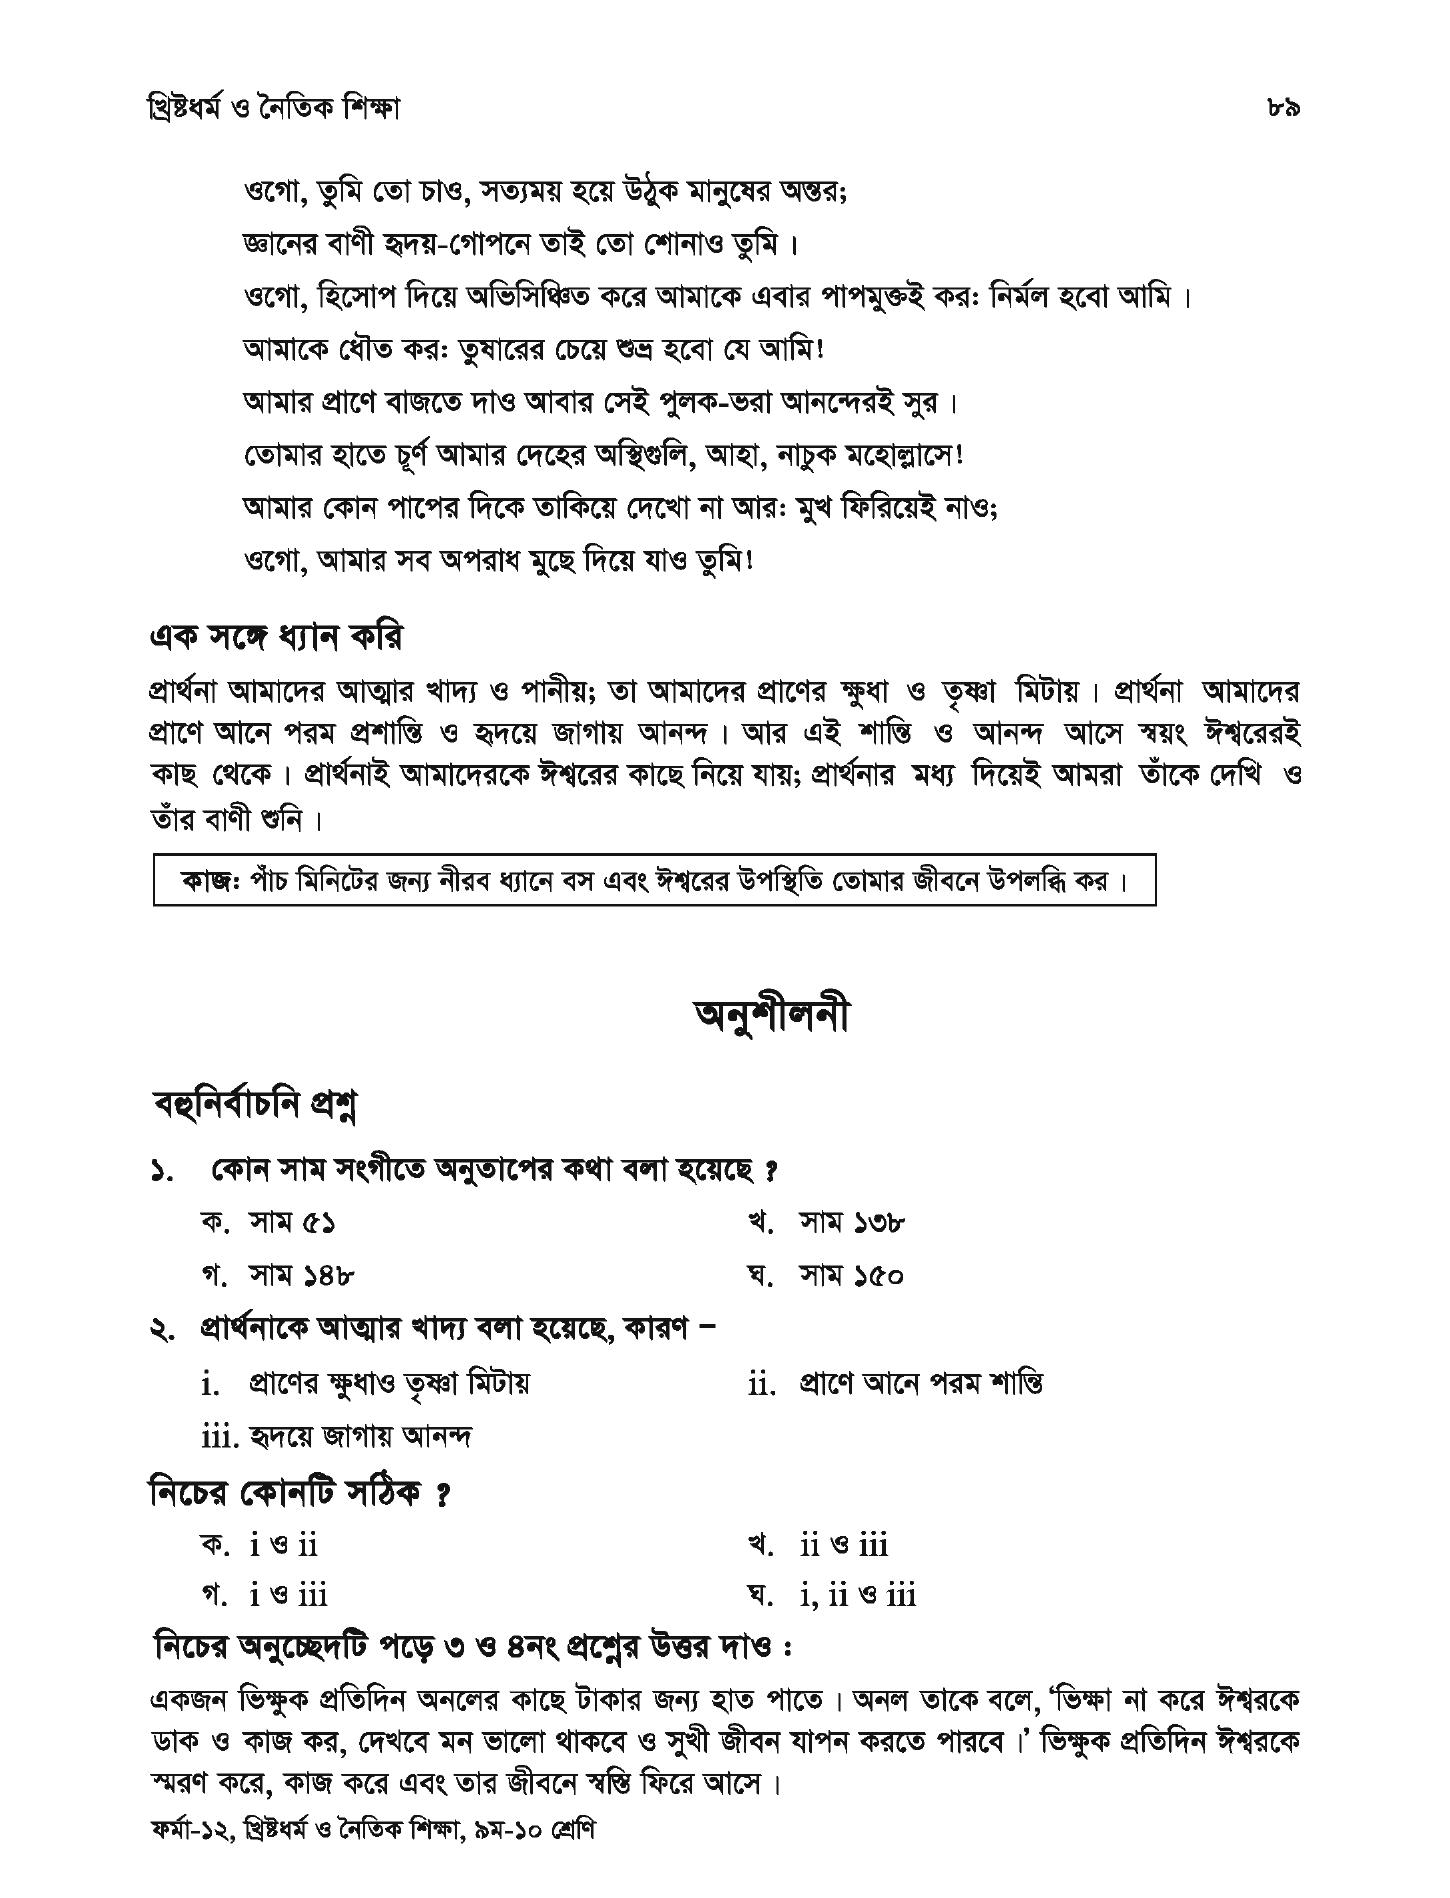 খ্রিষ্টধর্ম ও নৈতিক শিক্ষা ৮৯
ওগো, তুমি তো চাও, সত্যময় হয়ে উঠুক মানুষের অন্তর;
জ্ঞানের বাণী হৃদয়-গোপনে তাই তো শোনাও তুমি।
ওগো, হিসোপ দিয়ে অভিসিঞ্চিত করে আমাকে এবার পাপমুক্তই কর: নির্মল হবো আমি।
আমাকে ধৌত কর: তুষারের চেয়ে শুভ্র হবো যে আমি!
আমার প্রাণে বাজতে দাও আবার সেই পুলক-ভরা আনন্দেরই সুর।
তোমার হাতে চূর্ণ আমার দেহের অস্থিগুলি, আহা, নাচুক মহোল্লাসে!
আমার কোন পাপের দিকে তাকিয়ে দেখো না আর: মুখ ফিরিয়েই নাও;
ওগো, আমার সব অপরাধ মুছে দিয়ে যাও তুমি!
এক সঙ্গে ধ্যান করি
প্রার্থনা আমাদের আত্মার খাদ্য ও পানীয়; তা আমাদের প্রাণের ক্ষুধা ও তৃষ্ণা মিটায়। প্রার্থনা আমাদের
প্রাণে আনে পরম প্রশান্তি ও হৃদয়ে জাগায় আনন্দ। আর এই শান্তি ও আনন্দ আসে স্বয়ং ঈশ্বরেরই
কাছ থেকে। প্রার্থনাই আমাদেরকে ঈশ্বরের কাছে নিয়ে যায়; প্রার্থনার মধ্য দিয়েই আমরা তাঁকে দেখি ও
তাঁর বাণী শুনি।
কাজ: পাঁচ মিনিটের জন্য নীরব ধ্যানে বস এবং ঈশ্বরের উপস্থিতি তোমার জীবনে উপলব্ধি কর।
অনুশীলনী
বহুনির্বাচনি প্রশ্ন
১. কোন সাম সংগীতে অনুতাপের কথা বলা হয়েছে ?
ক. সাম ৫১ খ. সাম ১৩৮
গ. সাম ১৪৮ ঘ. সাম ১৫০
২. প্রার্থনাকে আত্মার খাদ্য বলা হয়েছে, কারণ –
i. প্রাণের ক্ষুধাও তৃষ্ণা মিটায় ii. প্রাণে আনে পরম শান্তি
iii. হৃদয়ে জাগায় আনন্দ
নিচের কোনটি সঠিক ?
ক. i ও ii খ. ii ও iii
গ. i ও iii ঘ. i, ii ও iii
নিচের অনুচ্ছেদটি পড়ে ৩ ও ৪নং প্রশ্নের উত্তর দাও :
একজন ভিক্ষুক প্রতিদিন অনলের কাছে টাকার জন্য হাত পাতে। অনল তাকে বলে, ‘ভিক্ষা না করে ঈশ্বরকে
ডাক ও কাজ কর, দেখবে মন ভালো থাকবে ও সুখী জীবন যাপন করতে পারবে।’ ভিক্ষুক প্রতিদিন ঈশ্বরকে
স্মরণ করে, কাজ করে এবং তার জীবনে স্বস্তি ফিরে আসে।
ফর্মা-১২, খ্রিষ্টধর্ম ও নৈতিক শিক্ষা, ৯ম-১০ শ্রেণি